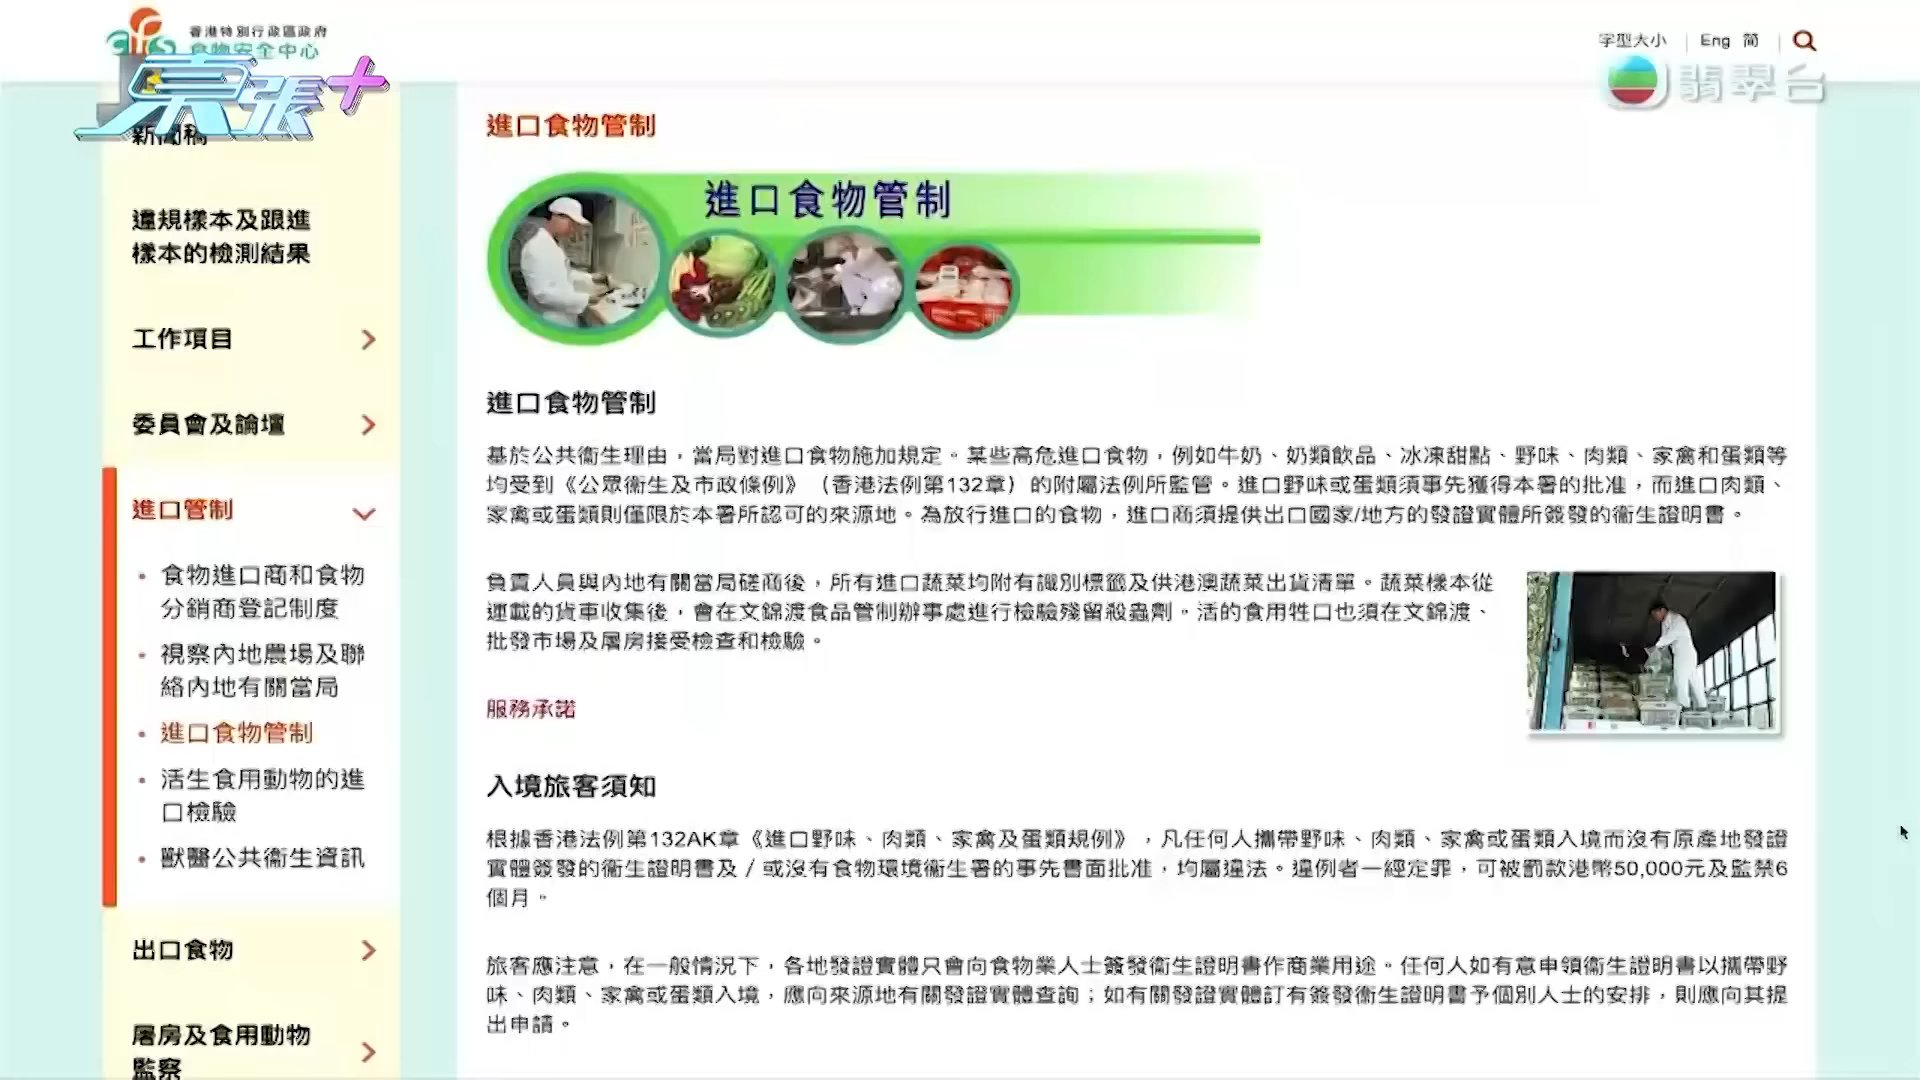 香港特別行政區政府
食物安全中心
字型大小
Eng 简
東張+
翡翠台
新聞稿
違規樣本及跟進
樣本的檢測結果
工作項目
委員會及論壇
進口管制
食物進口商和食物
分銷商登記制度
視察內地農場及聯
絡內地有關當局
進口食物管制
活生食用動物的進
口檢驗
獸醫公共衞生資訊
出口食物
屠房及食用動物
監察
進口食物管制
進口食物管制
進口食物管制
基於公共衞生理由，當局對進口食物施加規定。某些高危進口食物，例如牛奶、奶類飲品、冰凍甜點、野味、肉類、家禽和蛋類等
均受到《公眾衞生及市政條例》（香港法例第132章）的附屬法例所監管。進口野味或蛋類須事先獲得本署的批准，而進口肉類、
家禽或蛋類則僅限於本署所認可的來源地。為放行進口的食物，進口商須提供出口國家/地方的發證實體所簽發的衞生證明書。
負責人員與內地有關當局磋商後，所有進口蔬菜均附有識別標籤及供港澳蔬菜出貨清單。蔬菜樣本從
運載的貨車收集後，會在文錦渡食品管制辦事處進行檢驗殘留殺蟲劑。活的食用牲口也須在文錦渡、
批發市場及屠房接受檢查和檢驗。
服務承諾
入境旅客須知
根據香港法例第132AK章《進口野味、肉類、家禽及蛋類規例》，凡任何人攜帶野味、肉類、家禽或蛋類入境而沒有原產地發證
實體簽發的衞生證明書及 / 或沒有食物環境衞生署的事先書面批准，均屬違法。違例者一經定罪，可被罰款港幣50,000元及監禁6
個月。
旅客應注意，在一般情況下，各地發證實體只會向食物業人士簽發衞生證明書作商業用途。任何人如有意申領衞生證明書以攜帶野
味、肉類、家禽或蛋類入境，應向來源地有關發證實體查詢；如有關發證實體訂有簽發衞生證明書予個別人士的安排，則應向其提
出申請。